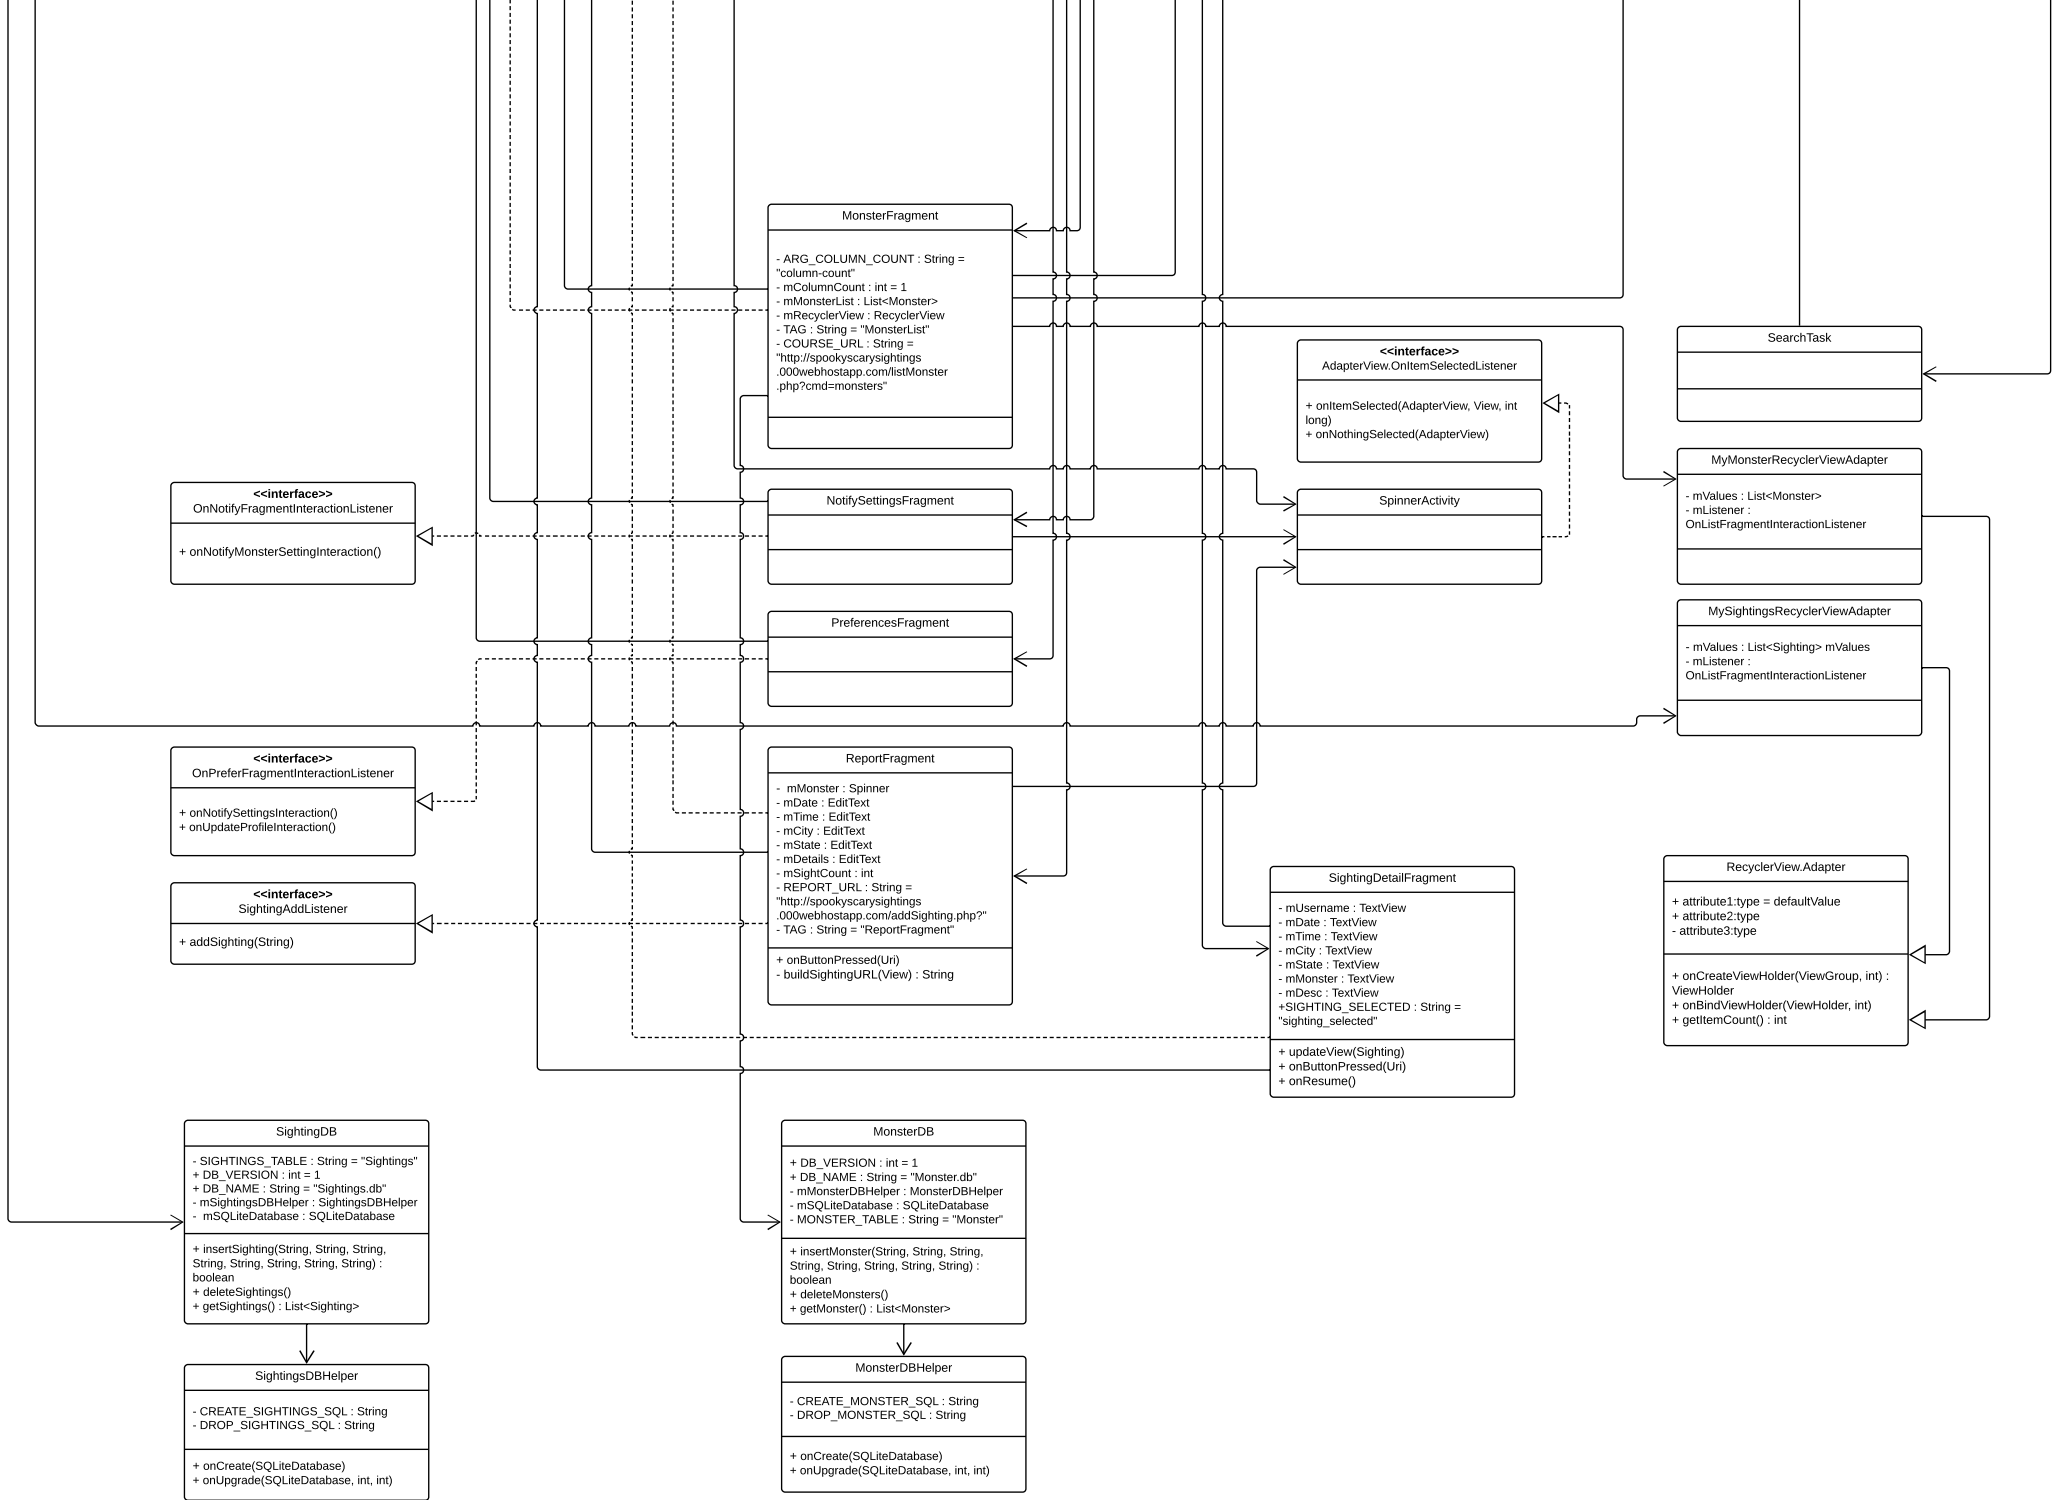 MonsterFragment
- ARG_COLUMN_COUNT : String =
"column-count"
- mColumnCount : int = 1
- mMonsterList : List<Monster>
- mRecyclerView : RecyclerView
- TAG : String = "MonsterList"
- COURSE_URL : String =
"http://spookyscarysightings
.000webhostapp.com/listMonster
.php?cmd=monsters"
<<interface>>
AdapterView.OnItemSelectedListener
+ onItemSelected(AdapterView, View, int
long)
+ onNothingSelected(AdapterView)
SearchTask
MyMonsterRecyclerViewAdapter
- mValues : List<Monster>
- mListener :
OnListFragmentInteractionListener
<<interface>>
OnNotifyFragmentInteractionListener
+ onNotifyMonsterSettingInteraction()
NotifySettingsFragment
SpinnerActivity
PreferencesFragment
MySightingsRecyclerViewAdapter
- mValues : List<Sighting> mValues
- mListener :
OnListFragmentInteractionListener
<<interface>>
OnPreferFragmentInteractionListener
+ onNotifySettingsInteraction()
+ onUpdateProfileInteraction()
ReportFragment
-  mMonster : Spinner
- mDate : EditText
- mTime : EditText
- mCity : EditText
- mState : EditText
- mDetails : EditText
- mSightCount : int
- REPORT_URL : String =
"http://spookyscarysightings
.000webhostapp.com/addSighting.php?"
- TAG : String = "ReportFragment"
+ onButtonPressed(Uri)
- buildSightingURL(View) : String
<<interface>>
SightingAddListener
+ addSighting(String)
SightingDetailFragment
- mUsername : TextView
- mDate : TextView
- mTime : TextView
- mCity : TextView
- mState : TextView
- mMonster : TextView
- mDesc : TextView
+SIGHTING_SELECTED : String =
"sighting_selected"
+ updateView(Sighting)
+ onButtonPressed(Uri)
+ onResume()
RecyclerView.Adapter
+ attribute1:type = defaultValue
+ attribute2:type
- attribute3:type
+ onCreateViewHolder(ViewGroup, int) :
ViewHolder
+ onBindViewHolder(ViewHolder, int)
+ getItemCount() : int
SightingDB
- SIGHTINGS_TABLE : String = "Sightings"
+ DB_VERSION : int = 1
+ DB_NAME : String = "Sightings.db"
- mSightingsDBHelper : SightingsDBHelper
-  mSQLiteDatabase : SQLiteDatabase
+ insertSighting(String, String, String,
String, String, String, String, String) :
boolean
+ deleteSightings()
+ getSightings() : List<Sighting>
MonsterDB
+ DB_VERSION : int = 1
+ DB_NAME : String = "Monster.db"
- mMonsterDBHelper : MonsterDBHelper
- mSQLiteDatabase : SQLiteDatabase
- MONSTER_TABLE : String = "Monster"
+ insertMonster(String, String, String,
String, String, String, String, String) :
boolean
+ deleteMonsters()
+ getMonster() : List<Monster>
SightingsDBHelper
- CREATE_SIGHTINGS_SQL : String
- DROP_SIGHTINGS_SQL : String
+ onCreate(SQLiteDatabase)
+ onUpgrade(SQLiteDatabase, int, int)
MonsterDBHelper
- CREATE_MONSTER_SQL : String
- DROP_MONSTER_SQL : String
+ onCreate(SQLiteDatabase)
+ onUpgrade(SQLiteDatabase, int, int)